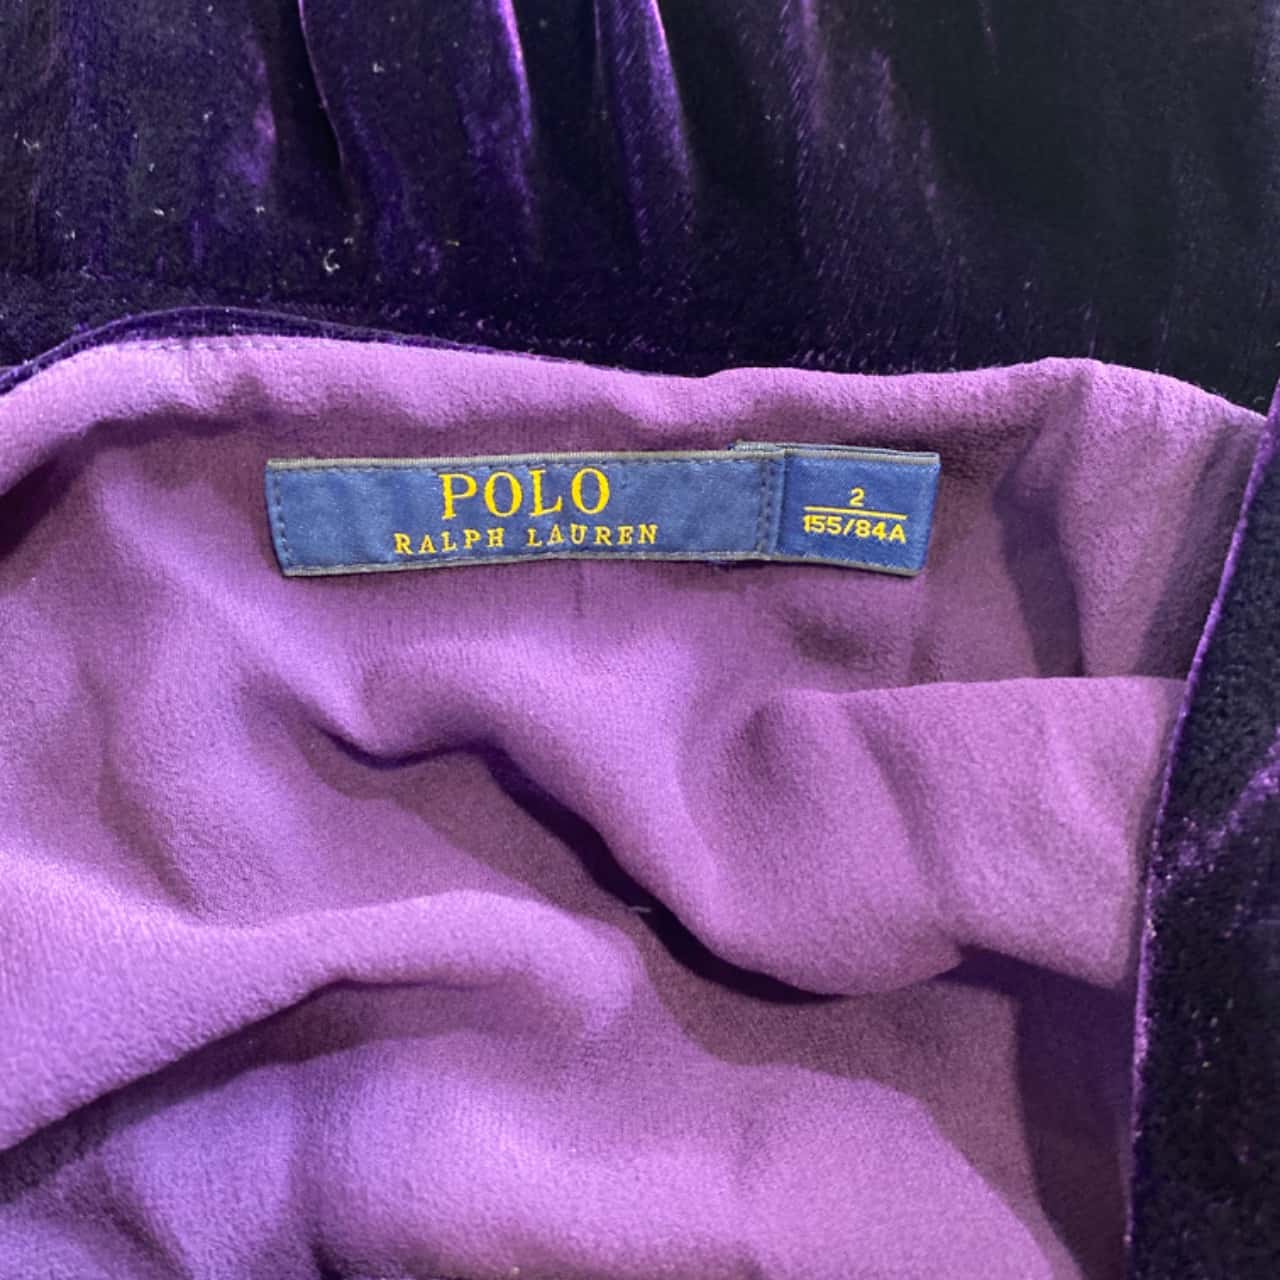 POLO
RALPH LAUREN
2
155/84A